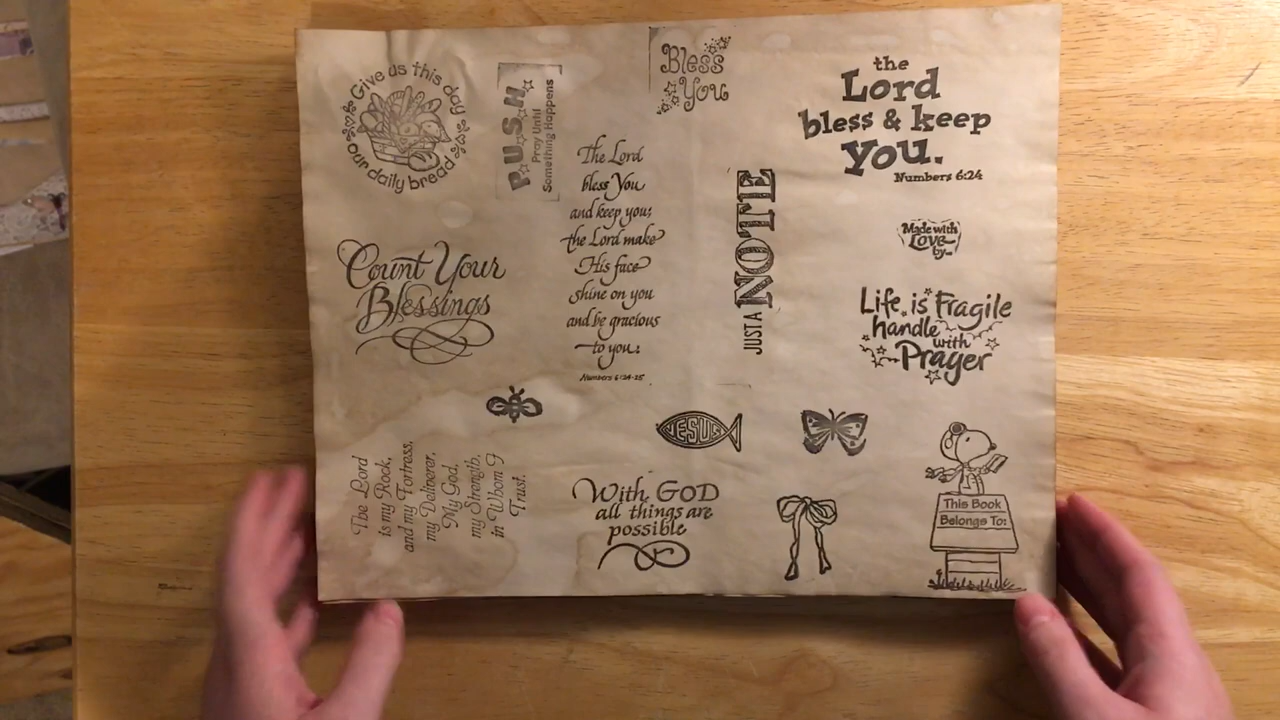 Give us this day
our daily bread
P.U.S.H.
Pray Until
Something Happens
Bless
You
the
Lord
bless & keep
you.
Numbers 6:24
The Lord
bless You
and keep you;
the Lord make
His face
shine on you
and be gracious
to you:
Numbers 6:24-25
JUST A NOTE
Made with
Love
by...
Count Your
Blessings
Life is Fragile
handle
with
Prayer
JESUS
The Lord
is my Rock,
and my Fortress,
my Deliverer,
My God,
my Strength,
in Whom I
Trust.
With GOD
all things are
possible
This Book
Belongs To: